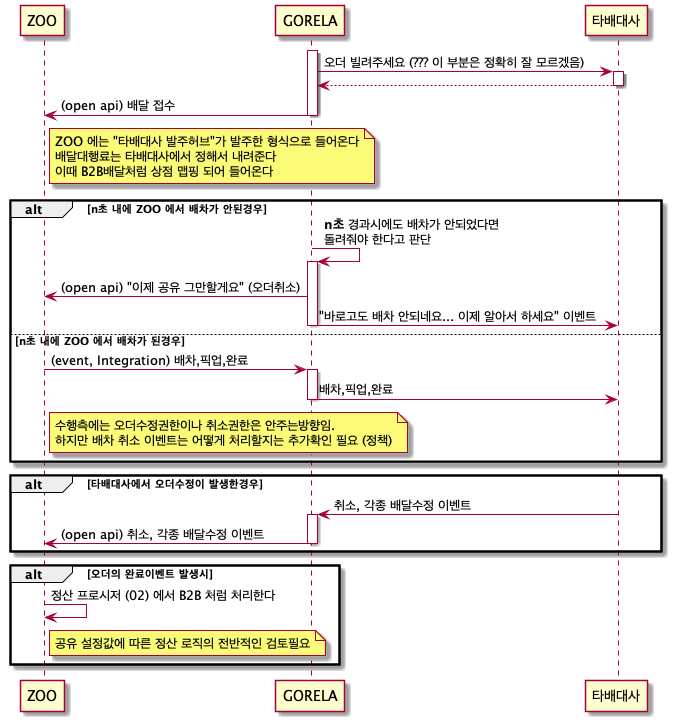 ZOO
GORELA
타배대사
오더 빌려주세요 (??? 이 부분은 정확히 잘 모르겠음)
(open api) 배달 접수
ZOO 에는 "타배대사 발주허브"가 발주한 형식으로 들어온다
배달대행료는 타배대사에서 정해서 내려준다
이때 B2B배달처럼 상점 맵핑 되어 들어온다
alt [n초 내에 ZOO 에서 배차가 안된경우]
n초 경과시에도 배차가 안되었다면
돌려줘야 한다고 판단
(open api) "이제 공유 그만할게요" (오더취소)
"바로고도 배차 안되네요... 이제 알아서 하세요" 이벤트
[n초 내에 ZOO 에서 배차가 된경우]
(event, Integration) 배차,픽업,완료
배차,픽업,완료
수행측에는 오더수정권한이나 취소권한은 안주는방향임.
하지만 배차 취소 이벤트는 어떻게 처리할지는 추가확인 필요 (정책)
alt [타배대사에서 오더수정이 발생한경우]
취소, 각종 배달수정 이벤트
(open api) 취소, 각종 배달수정 이벤트
alt [오더의 완료이벤트 발생시]
정산 프로시저 (02) 에서 B2B 처럼 처리한다
공유 설정값에 따른 정산 로직의 전반적인 검토필요
ZOO
GORELA
타배대사